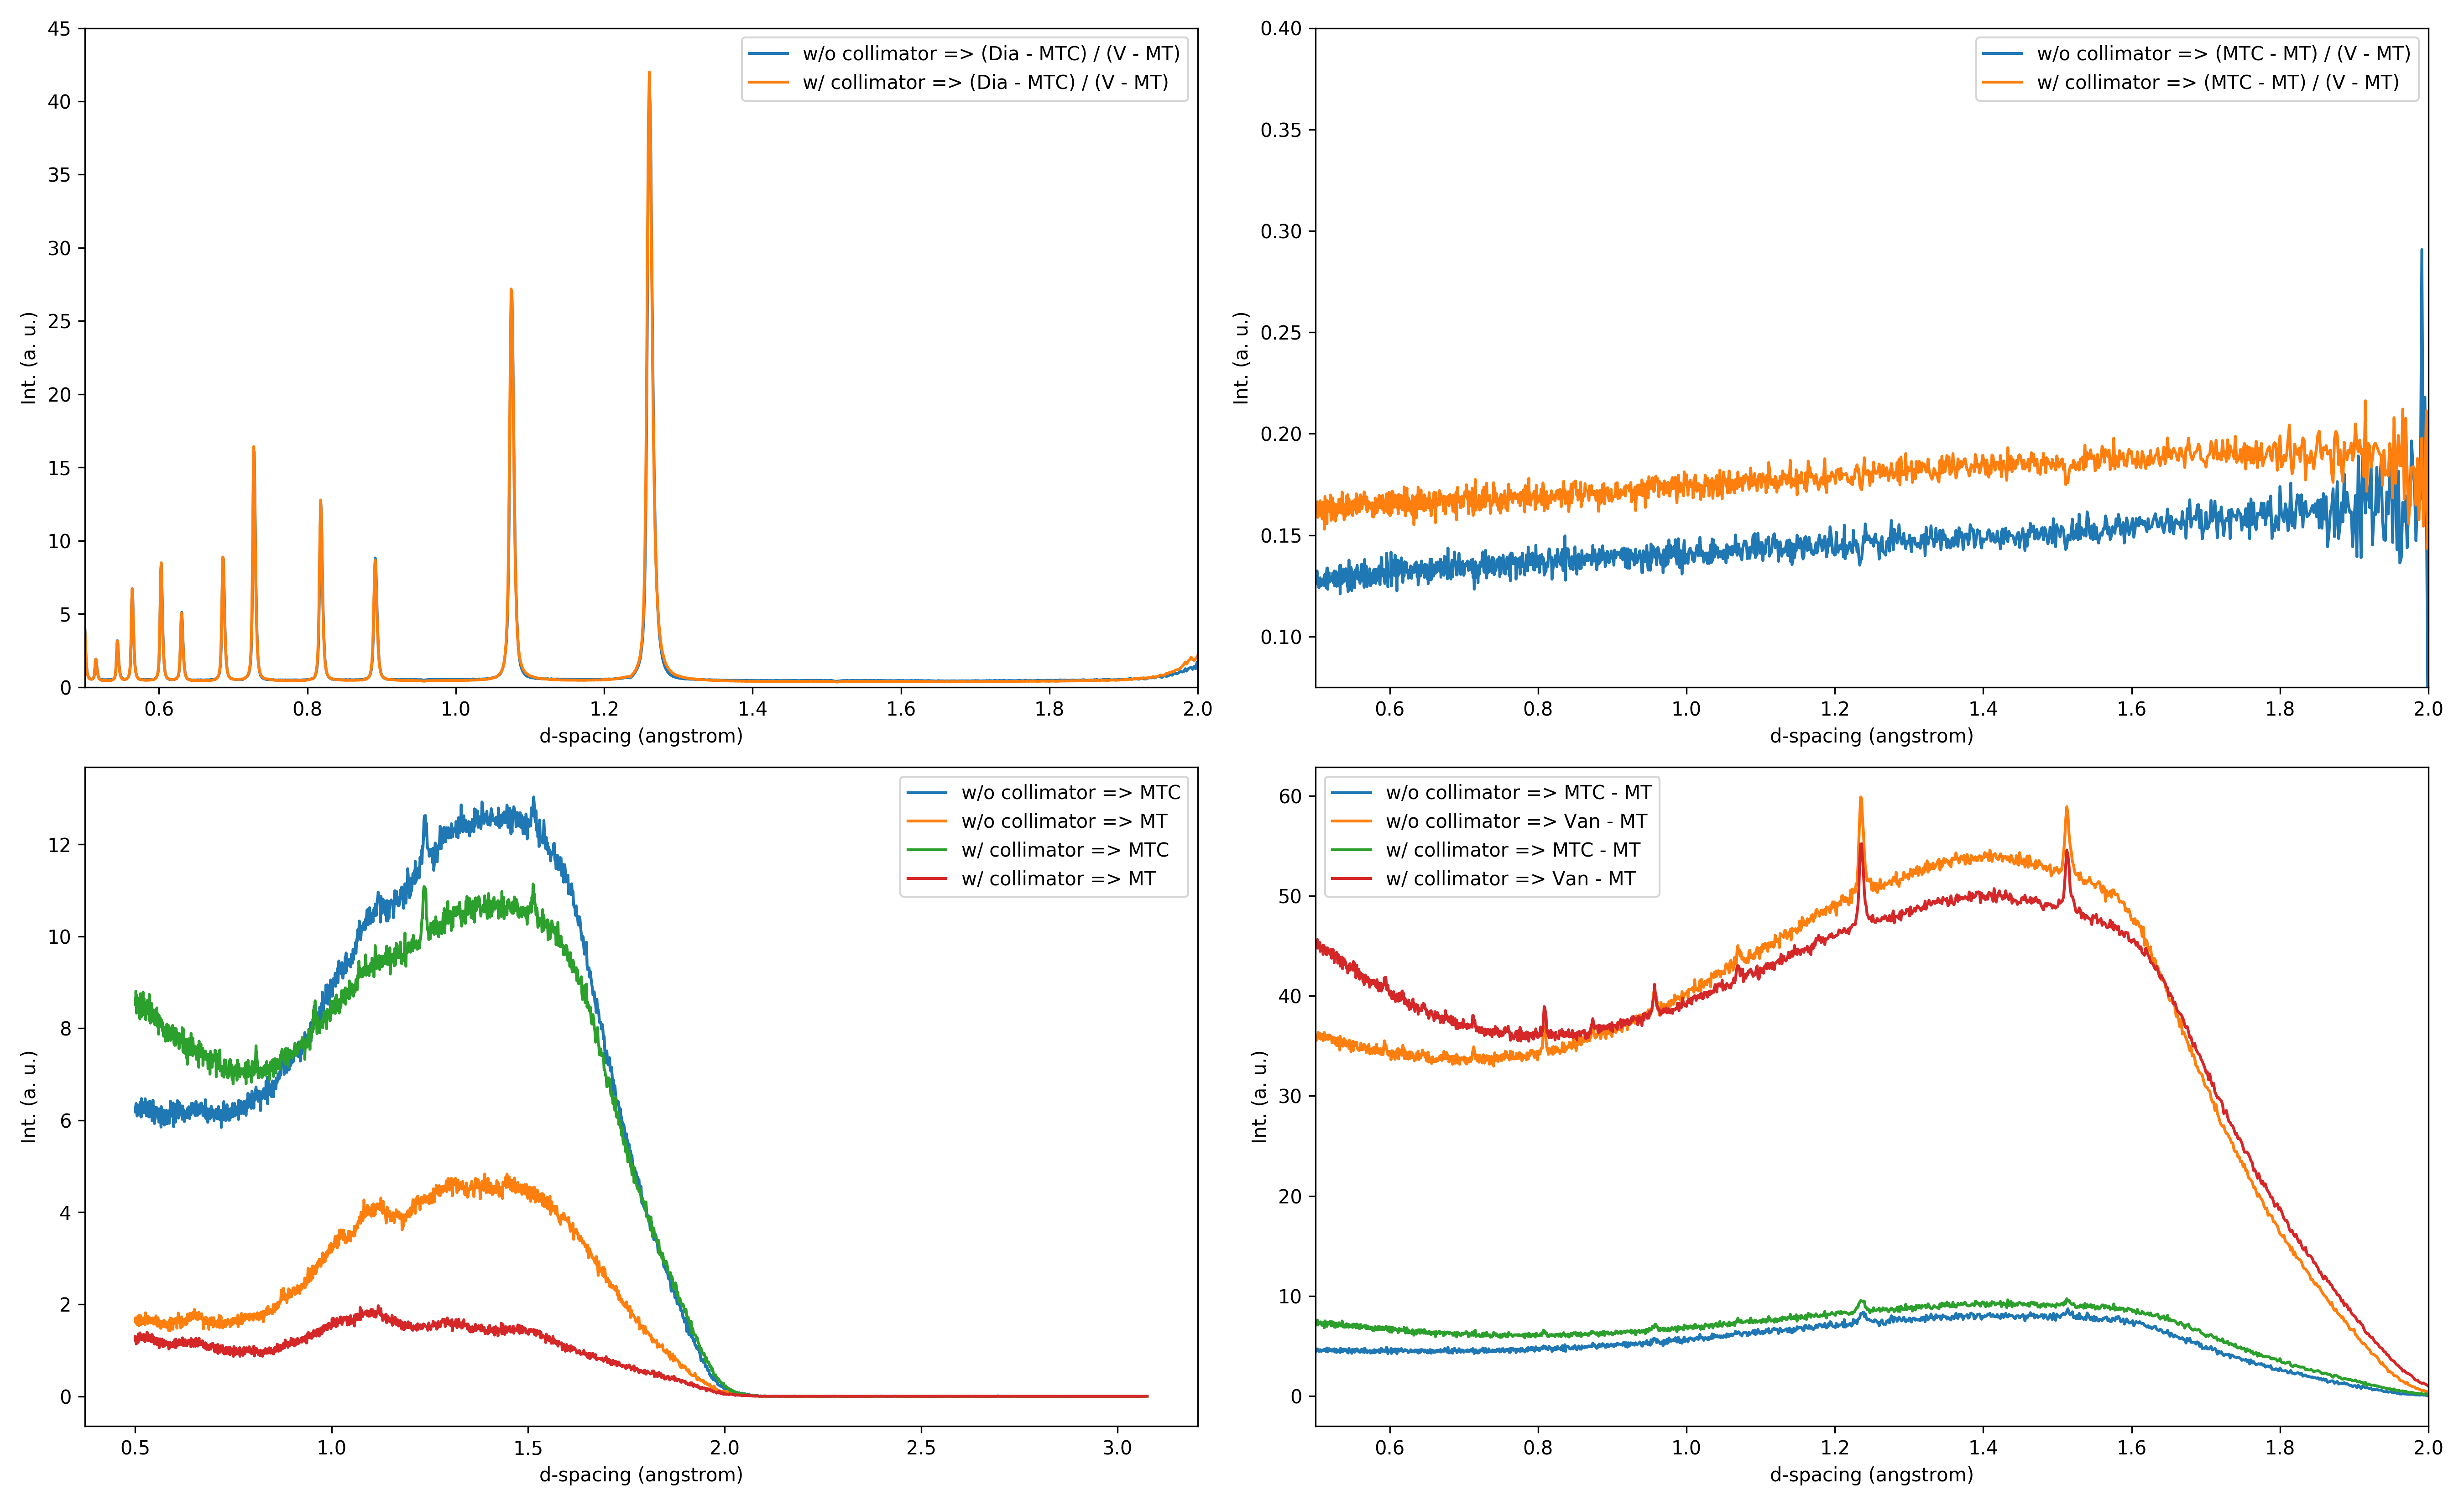 45
40
35
30
25
20
15
10
5
0
Int. (a. u.)
w/o collimator => (Dia - MTC) / (V - MT)
w/ collimator => (Dia - MTC) / (V - MT)
0.6 0.8 1.0 1.2 1.4 1.6 1.8 2.0
d-spacing (angstrom)
0.40
0.35
0.30
0.25
0.20
0.15
0.10
Int. (a. u.)
w/o collimator => (MTC - MT) / (V - MT)
w/ collimator => (MTC - MT) / (V - MT)
0.6 0.8 1.0 1.2 1.4 1.6 1.8 2.0
d-spacing (angstrom)
12
10
8
6
4
2
0
Int. (a. u.)
w/o collimator => MTC
w/o collimator => MT
w/ collimator => MTC
w/ collimator => MT
0.5 1.0 1.5 2.0 2.5 3.0
d-spacing (angstrom)
60
50
40
30
20
10
0
Int. (a. u.)
w/o collimator => MTC - MT
w/o collimator => Van - MT
w/ collimator => MTC - MT
w/ collimator => Van - MT
0.6 0.8 1.0 1.2 1.4 1.6 1.8 2.0
d-spacing (angstrom)